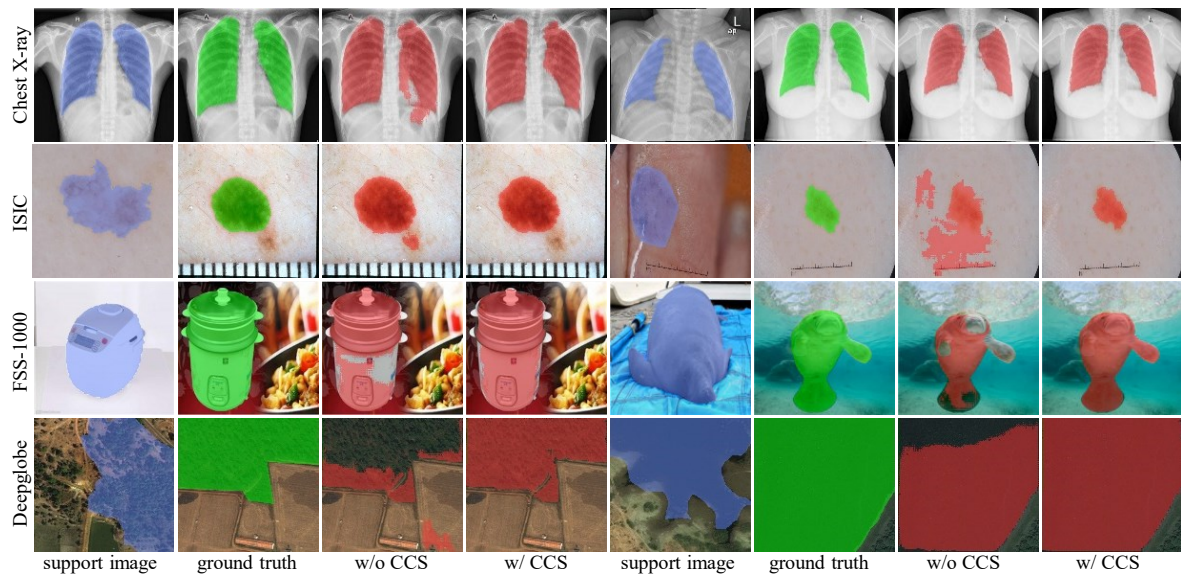 Chest X-ray
L
ISIC
FSS-1000
Deepglobe
support image ground truth w/o CCS w/ CCS support image ground truth w/o CCS w/ CCS